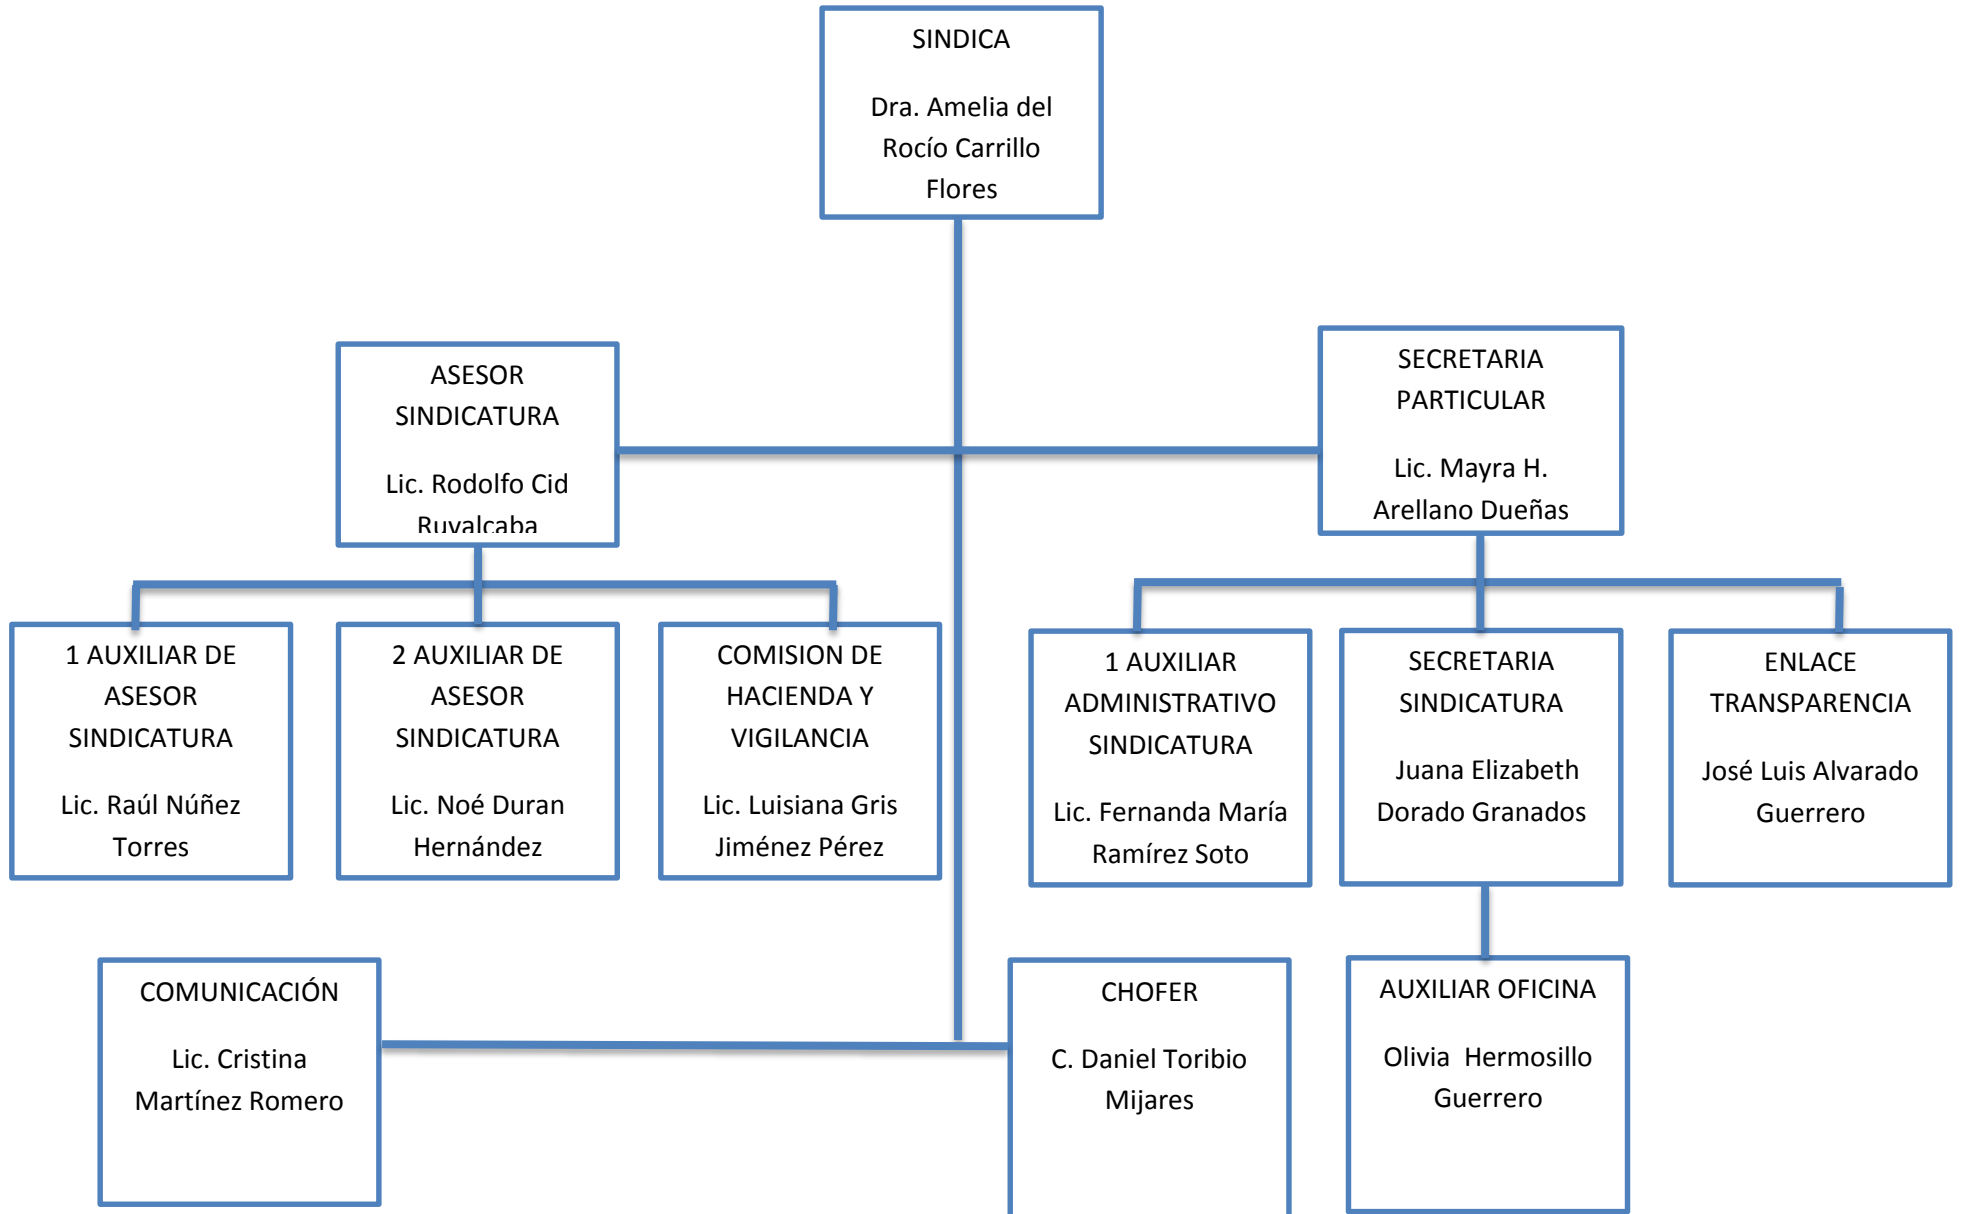 SINDICA
Dra. Amelia del
Rocío Carrillo
Flores
ASESOR
SINDICATURA
Lic. Rodolfo Cid
Ruvalcaba
SECRETARIA
PARTICULAR
Lic. Mayra H.
Arellano Dueñas
1 AUXILIAR DE
ASESOR
SINDICATURA
Lic. Raúl Núñez
Torres
2 AUXILIAR DE
ASESOR
SINDICATURA
Lic. Noé Duran
Hernández
COMISION DE
HACIENDA Y
VIGILANCIA
Lic. Luisiana Gris
Jiménez Pérez
1 AUXILIAR
ADMINISTRATIVO
SINDICATURA
Lic. Fernanda María
Ramírez Soto
SECRETARIA
SINDICATURA
Juana Elizabeth
Dorado Granados
ENLACE
TRANSPARENCIA
José Luis Alvarado
Guerrero
COMUNICACIÓN
Lic. Cristina
Martínez Romero
CHOFER
C. Daniel Toribio
Mijares
AUXILIAR OFICINA
Olivia  Hermosillo
Guerrero